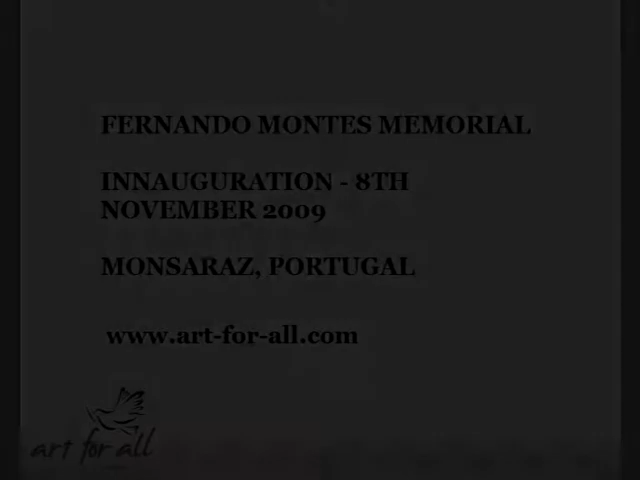 FERNANDO MONTES MEMORIAL
INNAUGURATION - 8TH
NOVEMBER 2009
MONSARAZ, PORTUGAL
www.art-for-all.com
art for all